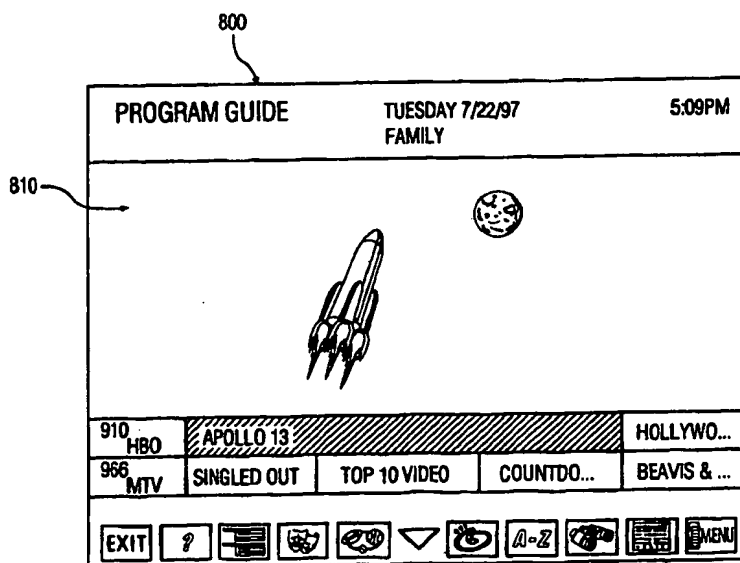 800
PROGRAM GUIDE TUESDAY 7/22/97 5:09PM
FAMILY
810
910 HBO APOLLO 13 HOLLYWO...
966 MTV SINGLED OUT TOP 10 VIDEO COUNTDO... BEAVIS & ...
EXIT ? A-Z MENU